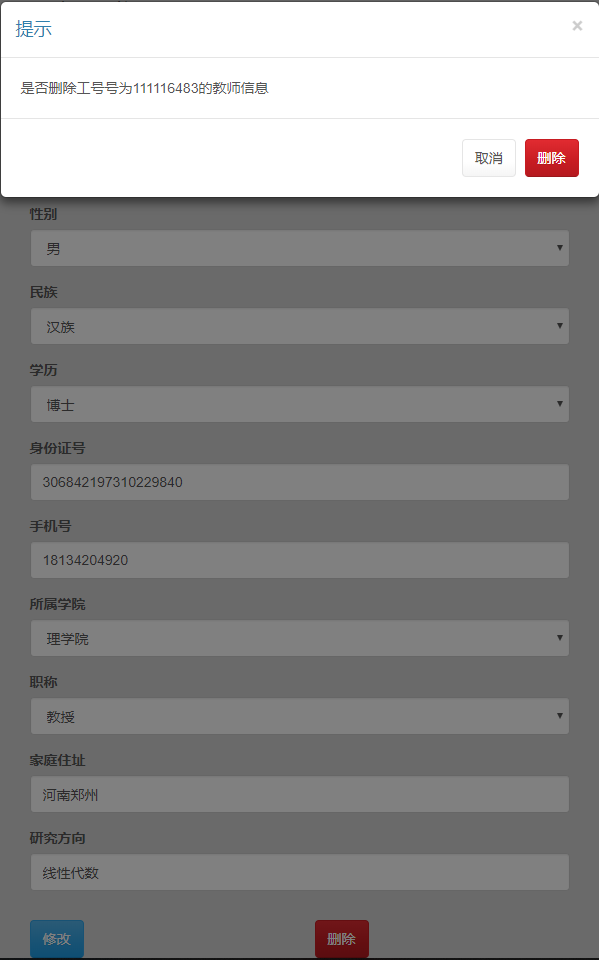 提示
×
是否删除工号号为111116483的教师信息
取消
删除
性别
男
民族
汉族
学历
博士
身份证号
306842197310229840
手机号
18134204920
所属学院
理学院
职称
教授
家庭住址
河南郑州
研究方向
线性代数
修改
删除